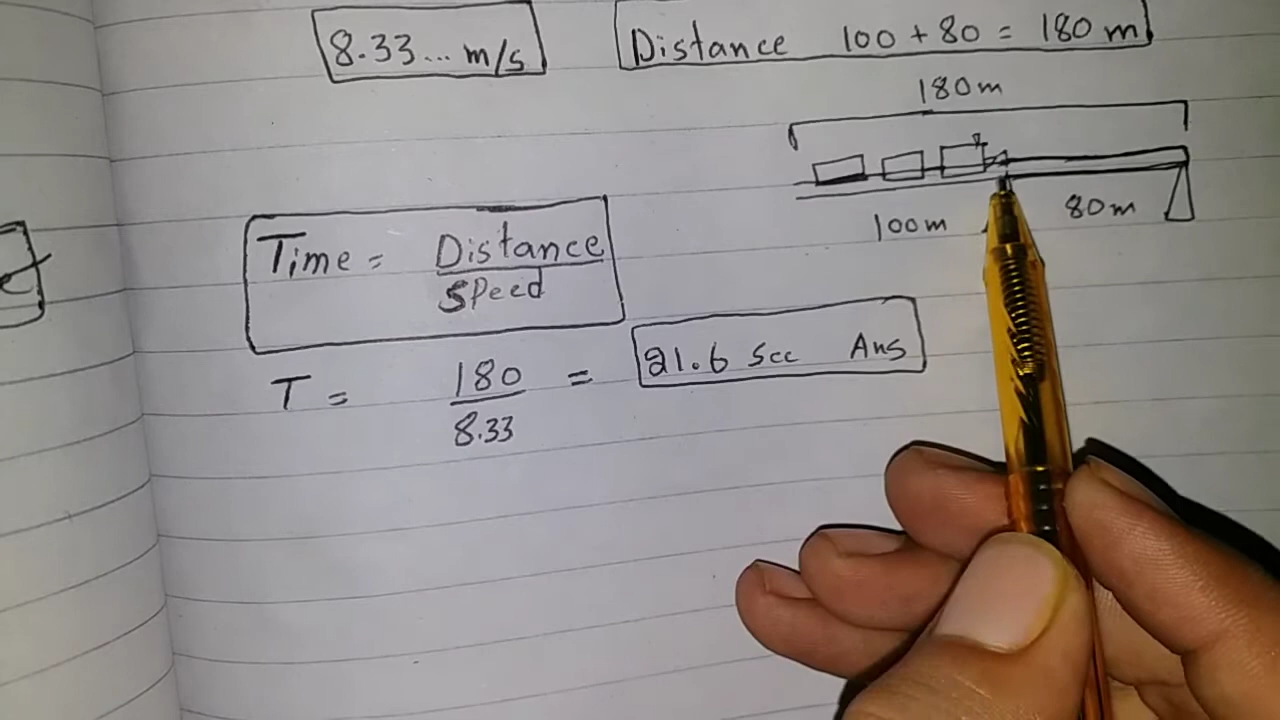 8.33... m/s
Distance 100 + 80 = 180 m
180m
100m
80m
Time = Distance
Speed
T = 180 = 21.6 Sec Ans
8.33